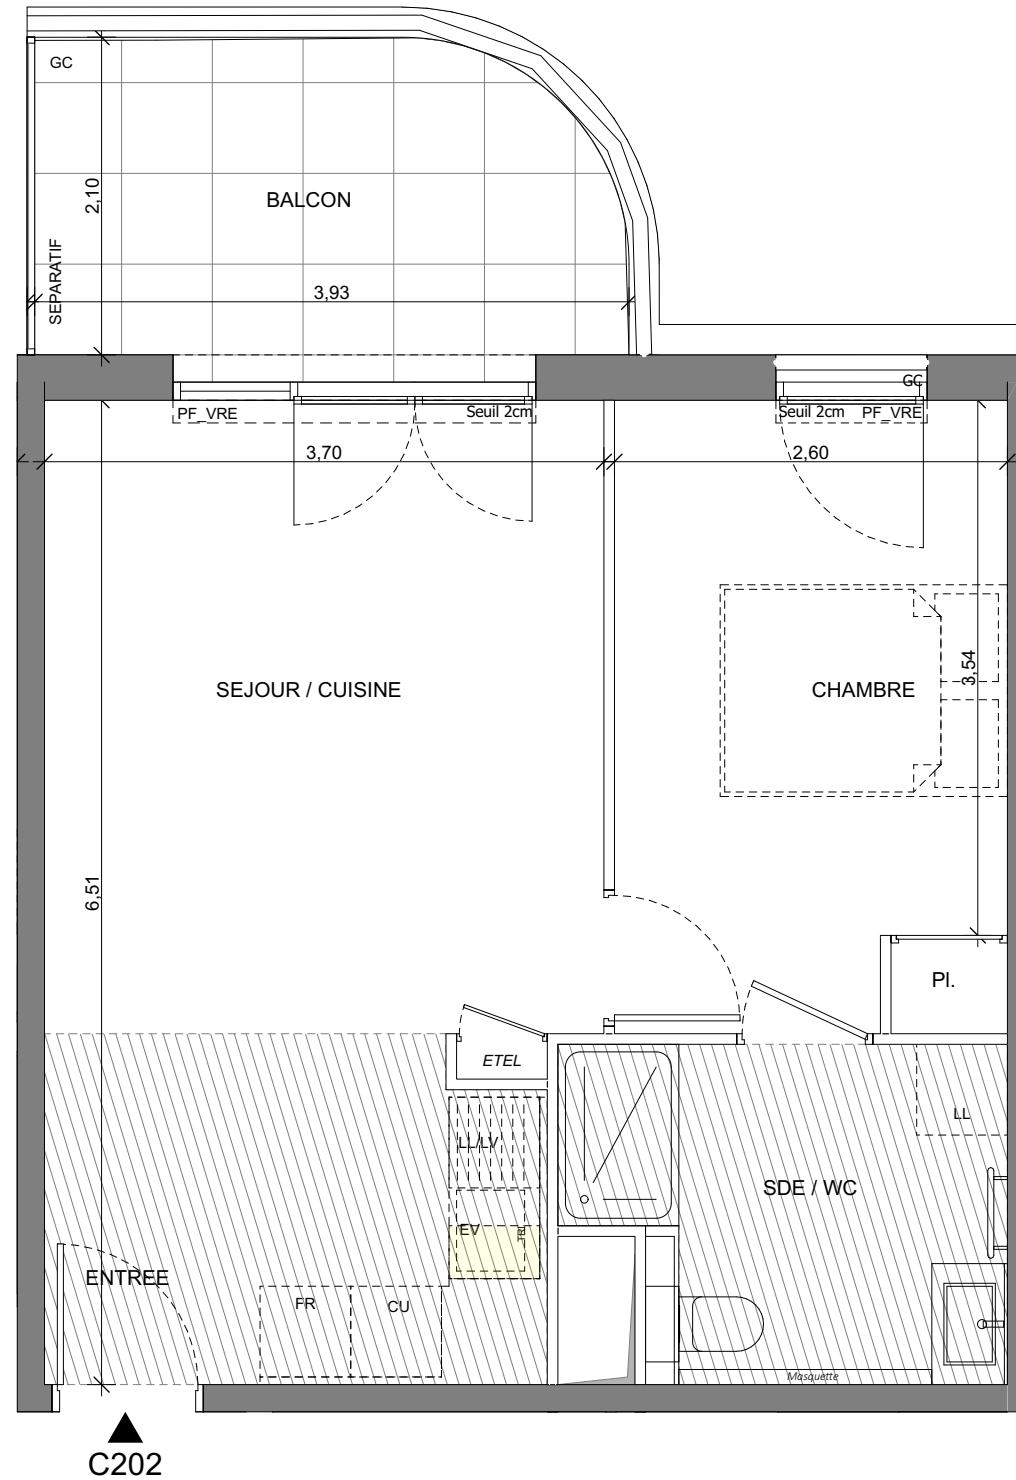 GC
2,10
BALCON
SEPARATIF
3,93
GC
PF_VRE
Seuil 2cm
Seuil 2cm
PF_VRE
3,70
2,60
3,54
SEJOUR / CUISINE
CHAMBRE
6,51
Pl.
ETEL
LL
LL/LV
SDE / WC
EV
TRI
ENTREE
FR
CU
Masquette
C202